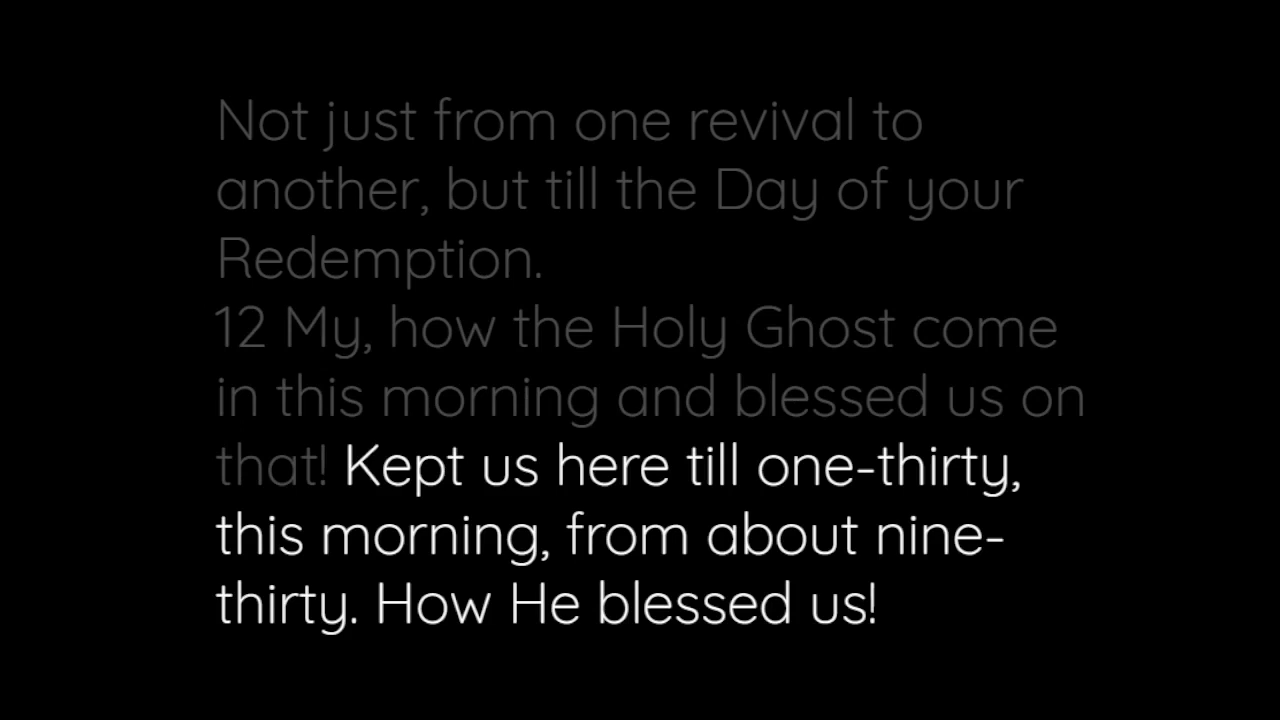 Not just from one revival to
another, but till the Day of your
Redemption.
12 My, how the Holy Ghost come
in this morning and blessed us on
that! Kept us here till one-thirty,
this morning, from about nine-
thirty. How He blessed us!